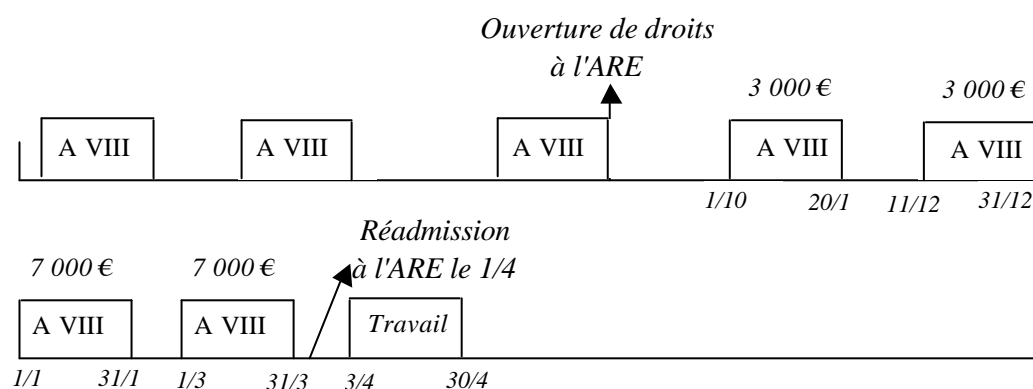 Ouverture de droits
à l'ARE
3 000 € 3 000 €
A VIII A VIII A VIII A VIII A VIII
1/10 20/1 11/12 31/12
Réadmission
7 000 € 7 000 € à l'ARE le 1/4
A VIII A VIII Travail
1/1 31/1 1/3 31/3 3/4 30/4